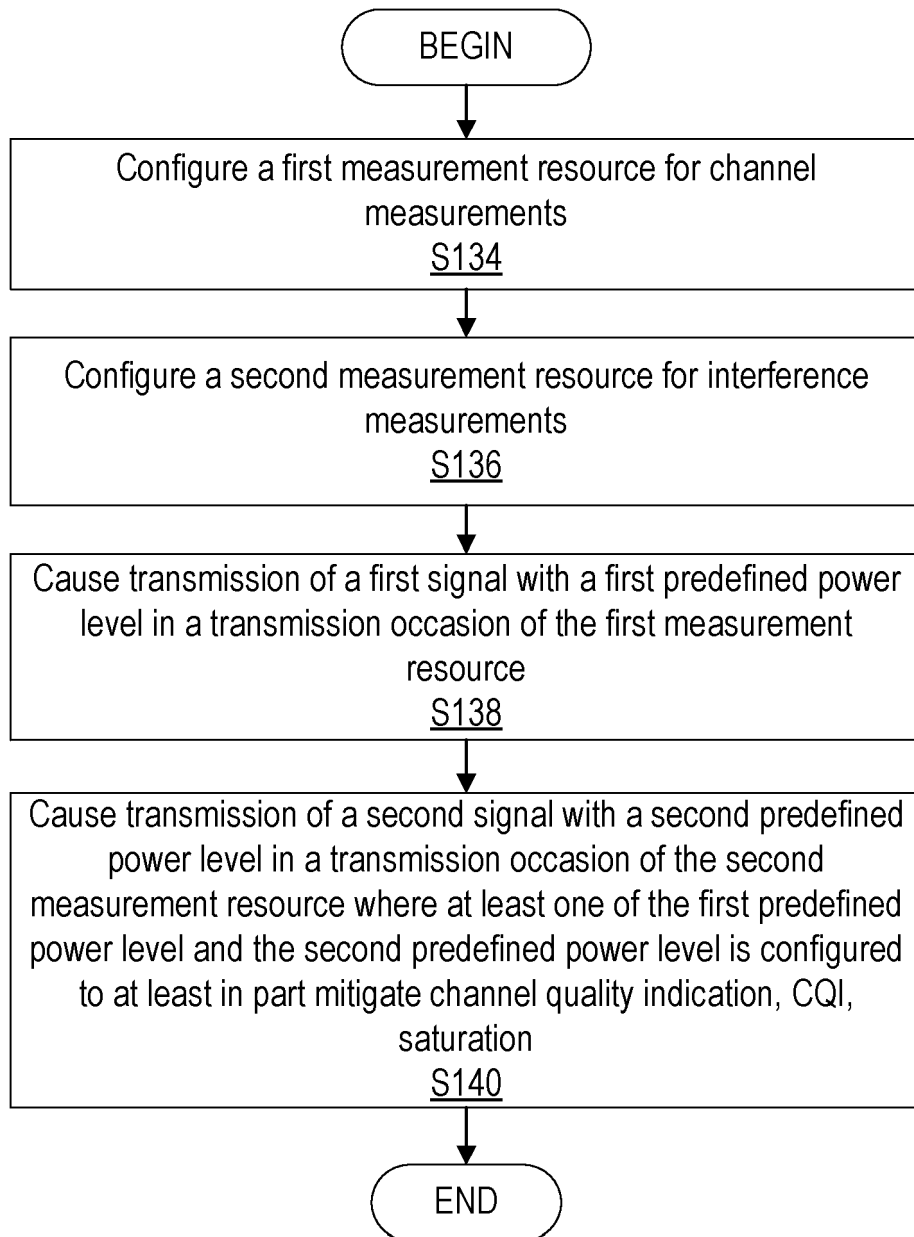 BEGIN
Configure a first measurement resource for channel
measurements
S134
Configure a second measurement resource for interference
measurements
S136
Cause transmission of a first signal with a first predefined power
level in a transmission occasion of the first measurement
resource
S138
Cause transmission of a second signal with a second predefined
power level in a transmission occasion of the second
measurement resource where at least one of the first predefined
power level and the second predefined power level is configured
to at least in part mitigate channel quality indication, CQI,
saturation
S140
END